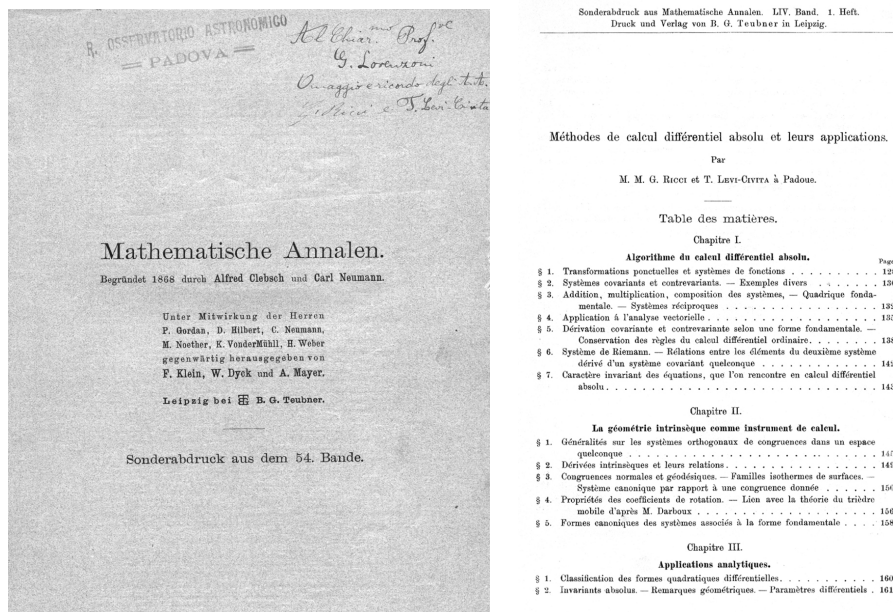 R. OSSERVATORIO ASTRONOMICO
PADOVA
Al Chiar.mo Prof.
G. Lorenzoni
Omaggio e ricordo degli
G. Ricci e T. Levi-Civita
Mathematische Annalen.
Begründet 1868 durch Alfred Clebsch und Carl Neumann.
Unter Mitwirkung der Herren
P. Gordan, D. Hilbert, C. Neumann,
M. Noether, K. VonderMühl, H. Weber
gegenwärtig herausgegeben von
F. Klein, W. Dyck und A. Mayer.
Leipzig bei B. G. Teubner.
Sonderabdruck aus dem 54. Bande.
Sonderabdruck aus Mathematische Annalen. LIV. Band. 1. Heft.
Druck und Verlag von B. G. Teubner in Leipzig.
Méthodes de calcul différentiel absolu et leurs applications.
Par
M. M. G. RICCI et T. LEVI-CIVITA à Padoue.
Table des matières.
Chapitre I.
Algorithme du calcul différentiel absolu.
Page
§ 1. Transformations ponctuelles et systèmes de fonctions . . . . . . . . . .
§ 2. Systèmes covariants et contrevariants. — Exemples divers . . . . . .
§ 3. Addition, multiplication, composition des systèmes, — Quadrique fonda-
mentale. — Systèmes réciproques . . . . . . . . . . . . . . .
§ 4. Application á l'analyse vectorielle . . . . . . . . . . . . . . . . . . 135
§ 5. Dérivation covariante et contrevariante selon une forme fondamentale. —
Conservation des règles du calcul différentiel ordinaire . . . . . . . 138
§ 6. Système de Riemann. — Rélations entre les éléments du deuxième système
dérivé d'un système covariant quelconque . . . . . . . . . . . .
§ 7. Caractère invariant des équations, que l'on rencontre en calcul différentiel
absolu . . . . . . . . . . . . . . . . . . . . . . . . . . . . .
Chapitre II.
La géométrie intrinsèque comme instrument de calcul.
§ 1. Généralités sur les systèmes orthogonaux de congruences dans un espace
quelconque . . . . . . . . . . . . . . . . . . . . . . . . . .
§ 2. Dérivées intrinsèques et leurs relations . . . . . . . . . . . . . . . .
§ 3. Congruences normales et géodésiques. — Familles isothermes de surfaces. —
Système canonique par rapport à une congruence donnée . . . . . .
§ 4. Propriétés des coefficients de rotation. — Lien avec la théorie du trièdre
mobile d'après M. Darboux . . . . . . . . . . . . . . . . . . .
§ 5. Formes canoniques des systèmes associés à la forme fondamentale . . . . 158
Chapitre III.
Applications analytiques.
§ 1. Classification des formes quadratiques différentielles . . . . . . . . . . 160
§ 2. Invariants absolus. — Remarques géométriques. — Paramètres différentiels . 161